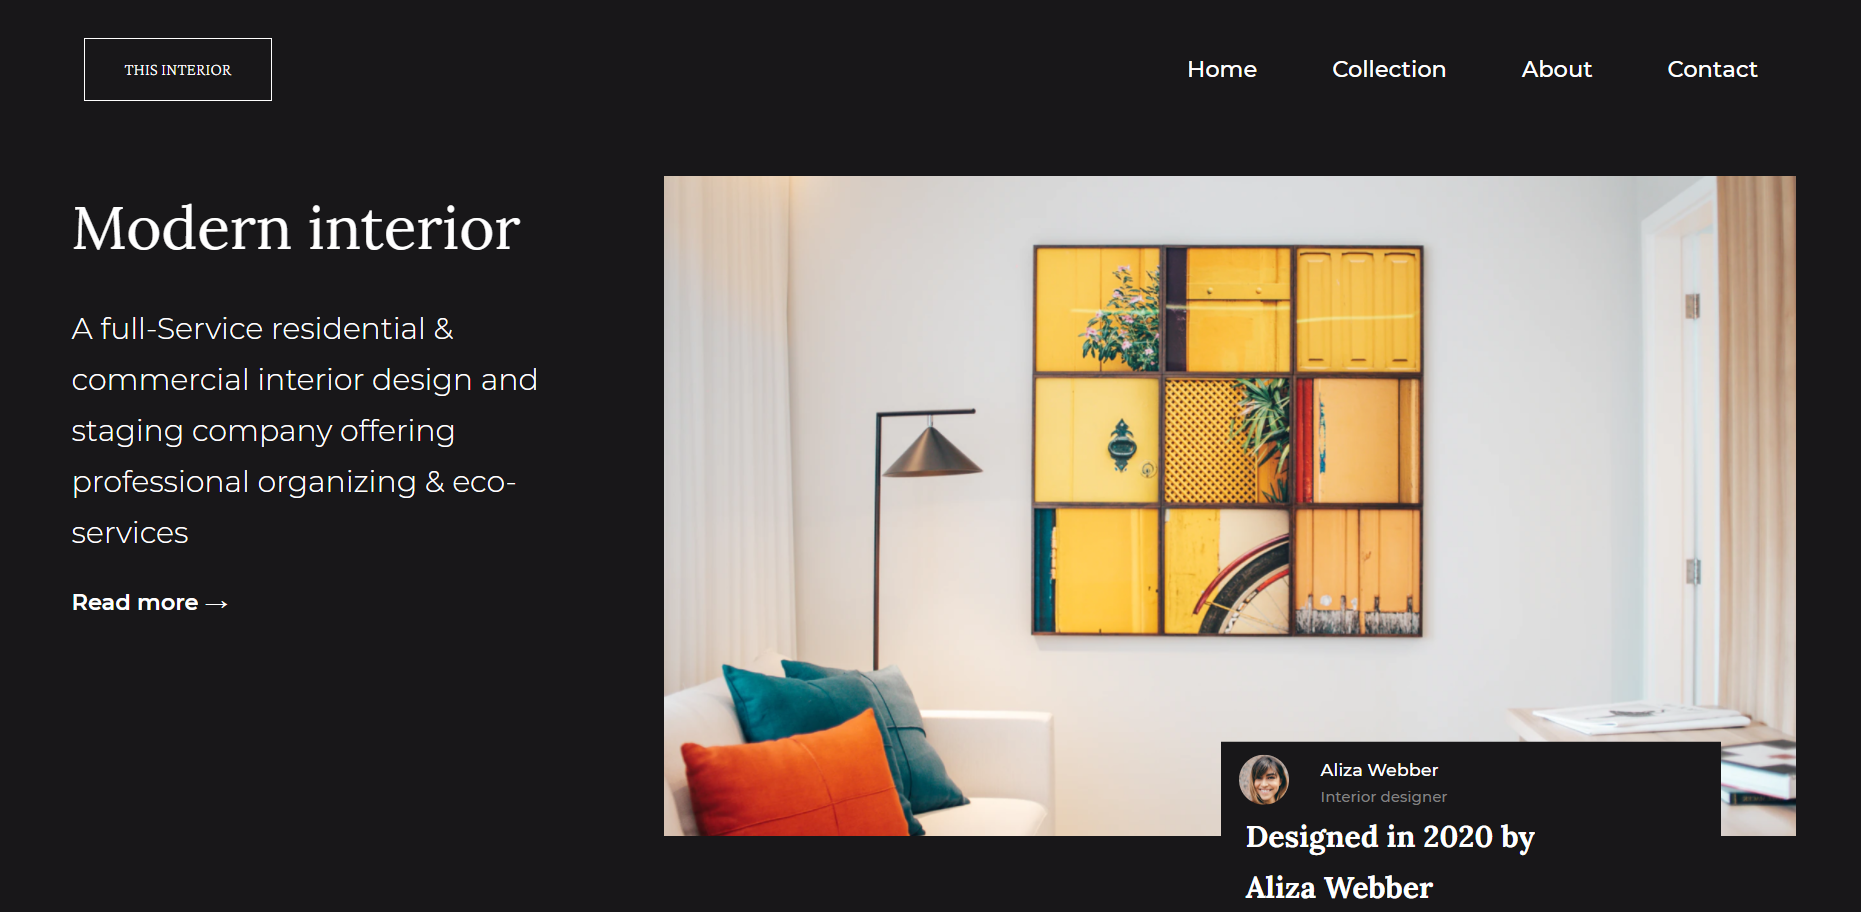 THIS INTERIOR
Home Collection About Contact
Modern interior
A full-Service residential &
commercial interior design and
staging company offering
professional organizing & eco-
services
Read more →
Aliza Webber
Interior designer
Designed in 2020 by
Aliza Webber